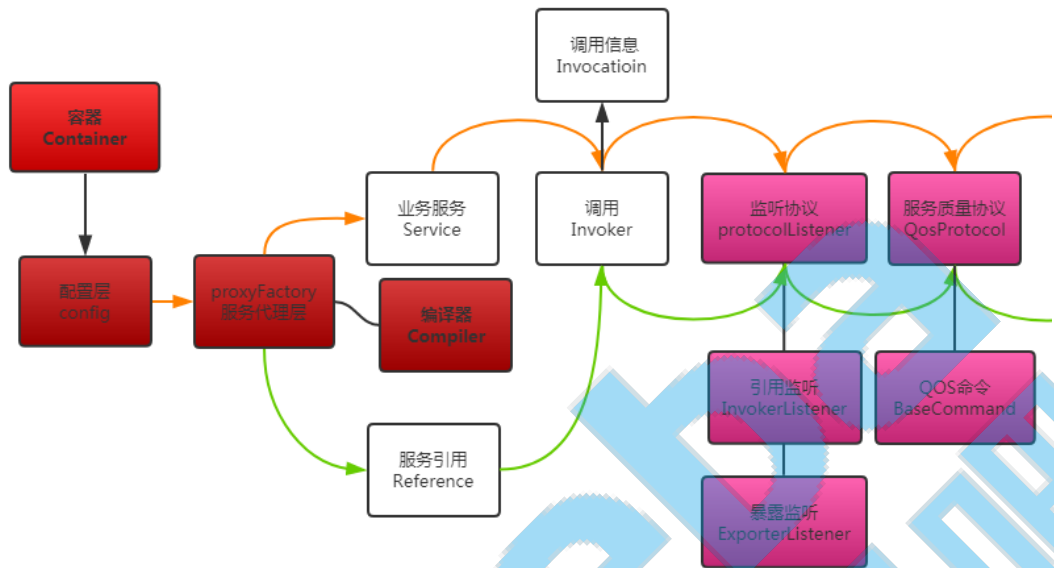 调用信息
Invocatioin
容器
Container
业务服务
Service
调用
Invoker
监听协议
protocolListener
服务质量协议
QosProtocol
配置层
config
proxyFactory
服务代理层
编译器
Compiler
引用监听
InvokerListener
QOS命令
BaseCommand
服务引用
Reference
暴露监听
ExporterListener